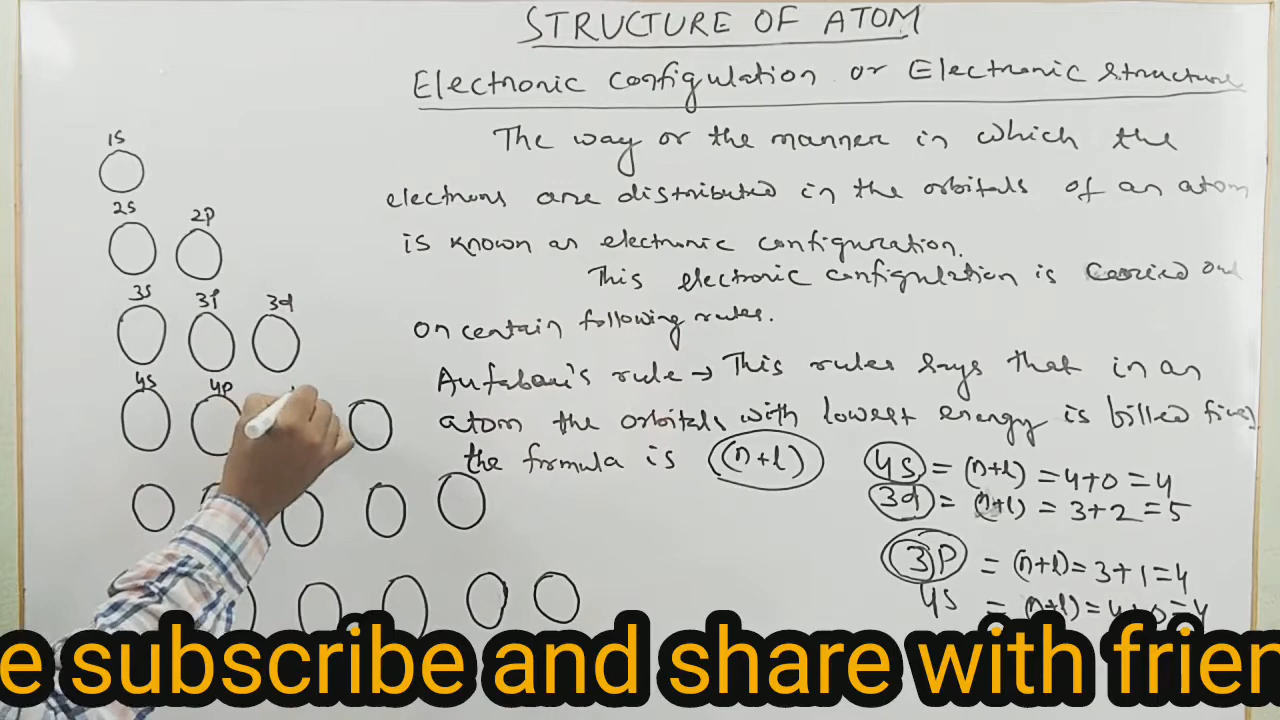 STRUCTURE OF ATOM
Electronic Configulation or Electronic Structure
The way or the manner in which the
electrons are distributed in the orbitals of an atom
is known as electronic configuration.
This electronic configulation is carried out
on certain following rules.
Aufabau's rule → This rules says that in an
atom the orbitals with lowest energy is billed first
the formula is (n+l)
4s = (n+l) = 4+0 = 4
3d = (n+l) = 3+2 = 5
3p = (n+l) = 3+1 = 4
4s = (n+l) = 4+0 = 4
1s
2s 2p
3s 3p 3d
4s 4p
e subscribe and share with frien